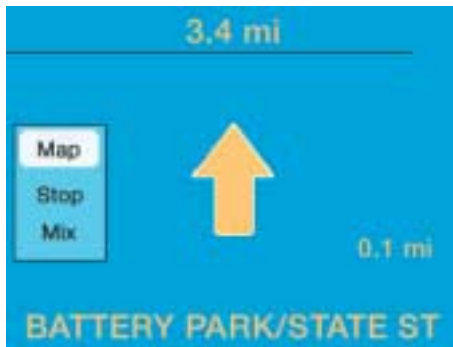 3.4 mi
Map
Stop
Mix
0.1 mi
BATTERY PARK/STATE ST